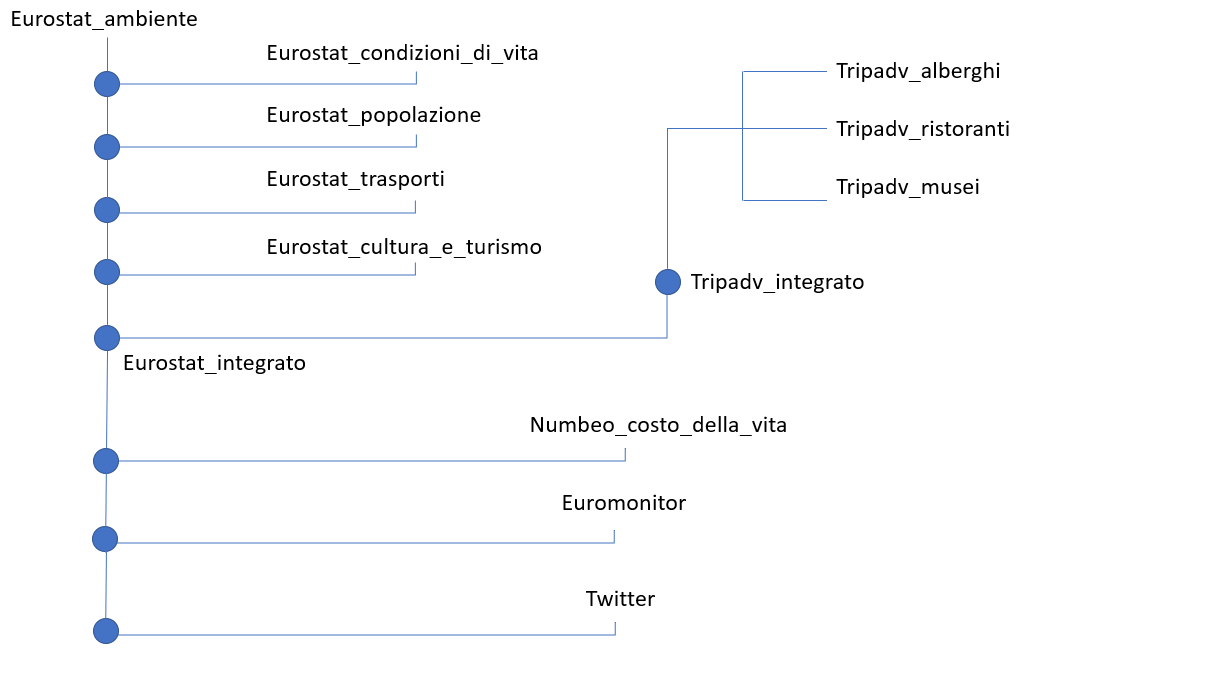 Eurostat_ambiente
Eurostat_condizioni_di_vita
Eurostat_popolazione
Eurostat_trasporti
Eurostat_cultura_e_turismo
Tripadv_alberghi
Tripadv_ristoranti
Tripadv_musei
Tripadv_integrato
Eurostat_integrato
Numbeo_costo_della_vita
Euromonitor
Twitter